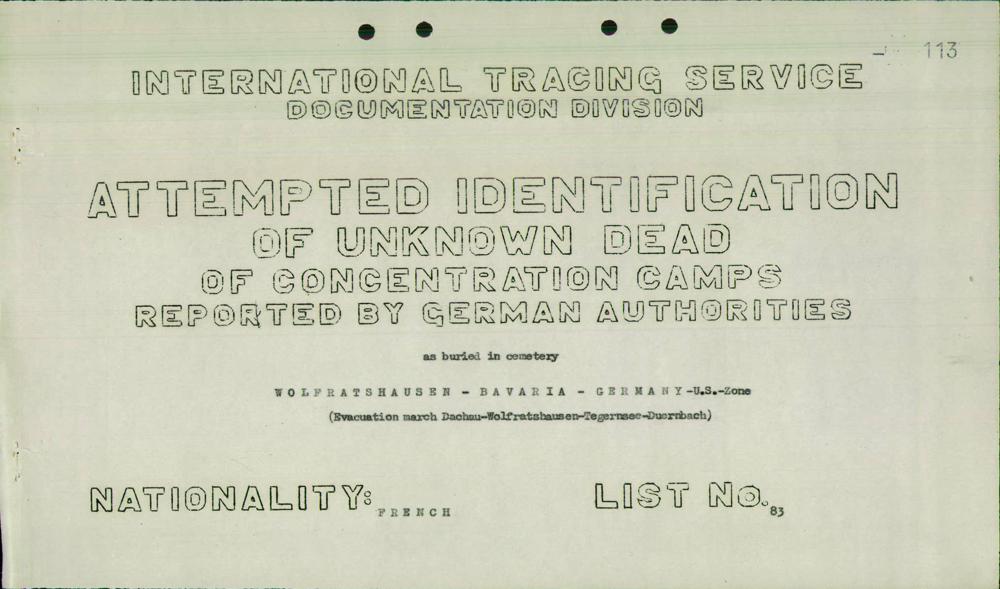 113
INTERNATIONAL TRACING SERVICE
DOCUMENTATION DIVISION
ATTEMPTED IDENTIFICATION
OF UNKNOWN DEAD
OF CONCENTRATION CAMPS
REPORTED BY GERMAN AUTHORITIES
as buried in cemetery
WOLFRATSHAUSEN - BAVARIA - GERMANY-U.S.-Zone
(Evacuation march Dachau-Wolfratshausen-Tegernsee-Duernbach)
NATIONALITY: FRENCH LIST No. 83